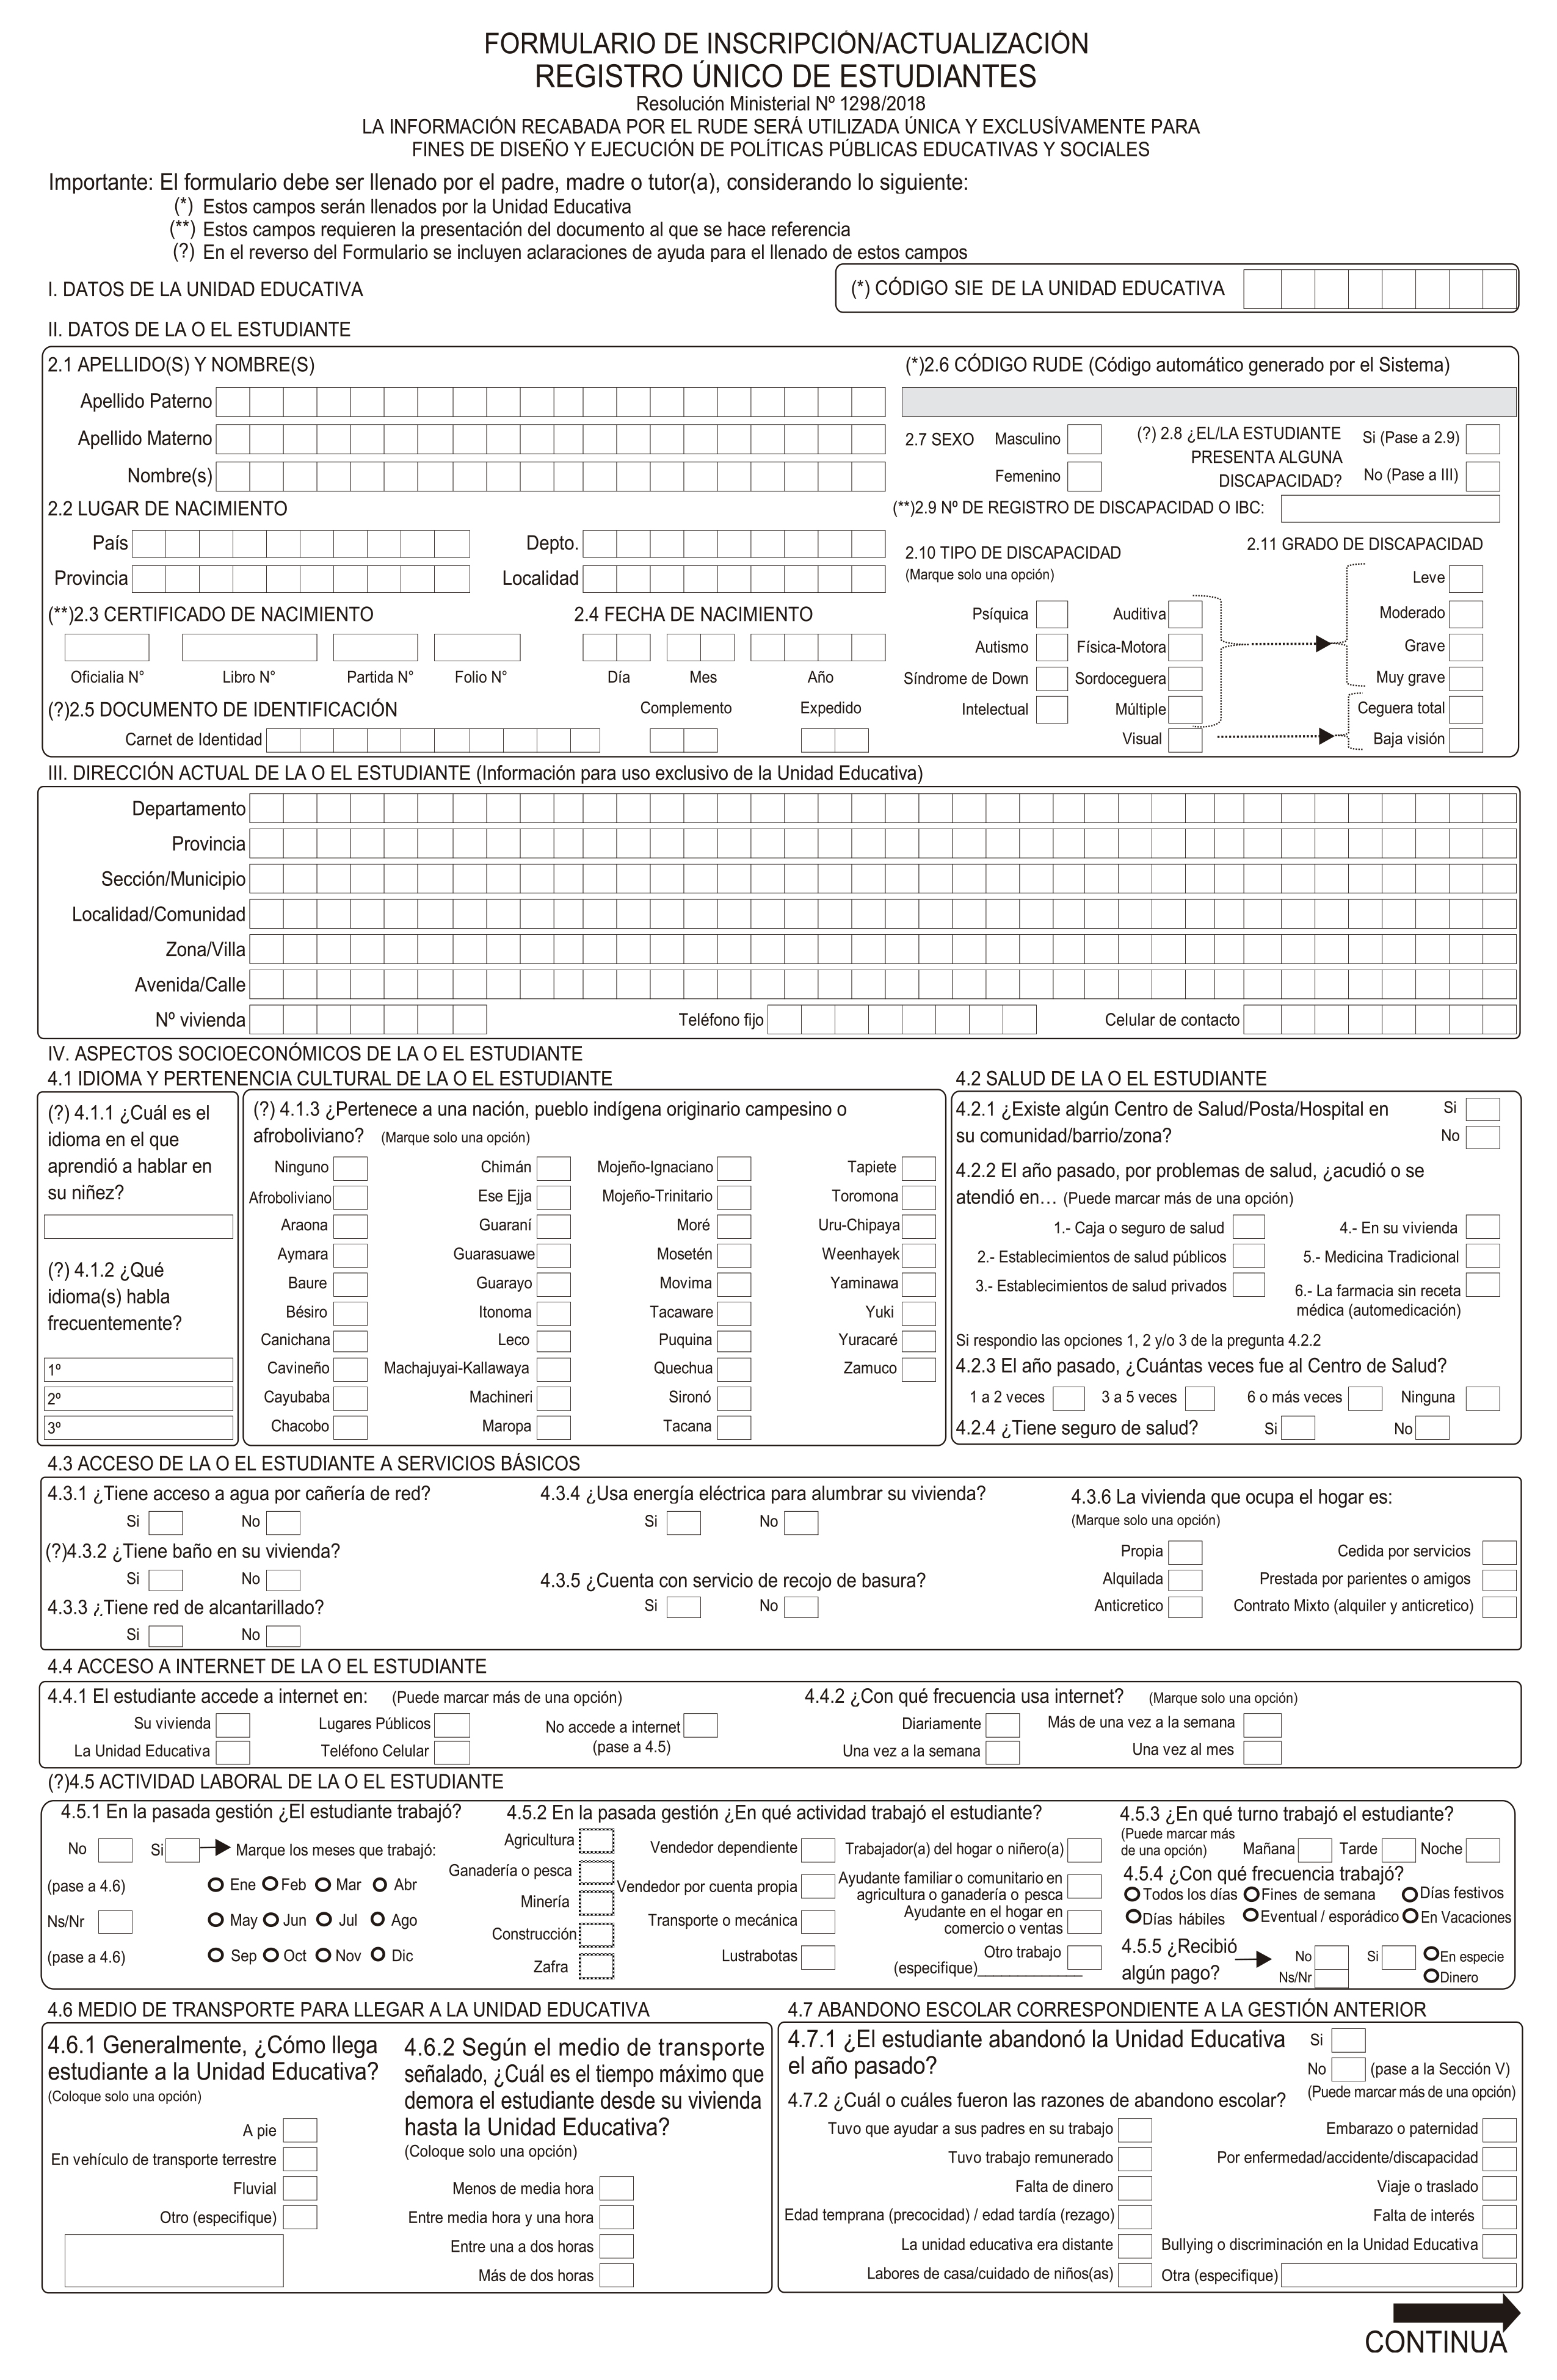 FORMULARIO DE INSCRIPCIÓN/ACTUALIZACIÓN
REGISTRO ÚNICO DE ESTUDIANTES
Resolución Ministerial Nº 1298/2018
LA INFORMACIÓN RECABADA POR EL RUDE SERÁ UTILIZADA ÚNICA Y EXCLUSÍVAMENTE PARA
FINES DE DISEÑO Y EJECUCIÓN DE POLÍTICAS PÚBLICAS EDUCATIVAS Y SOCIALES
Importante: El formulario debe ser llenado por el padre, madre o tutor(a), considerando lo siguiente:
(*) Estos campos serán llenados por la Unidad Educativa
(**) Estos campos requieren la presentación del documento al que se hace referencia
(?) En el reverso del Formulario se incluyen aclaraciones de ayuda para el llenado de estos campos
I. DATOS DE LA UNIDAD EDUCATIVA
(*) CÓDIGO SIE DE LA UNIDAD EDUCATIVA
II. DATOS DE LA O EL ESTUDIANTE
2.1 APELLIDO(S) Y NOMBRE(S)
Apellido Paterno
Apellido Materno
Nombre(s)
2.2 LUGAR DE NACIMIENTO
País
Depto.
Provincia
Localidad
(**)2.3 CERTIFICADO DE NACIMIENTO
2.4 FECHA DE NACIMIENTO
Oficialia N°
Libro N°
Partida N°
Folio N°
Día
Mes
Año
(?)2.5 DOCUMENTO DE IDENTIFICACIÓN
Complemento
Expedido
Carnet de Identidad
(*)2.6 CÓDIGO RUDE (Código automático generado por el Sistema)
2.7 SEXO
Masculino
Femenino
(?) 2.8 ¿EL/LA ESTUDIANTE
PRESENTA ALGUNA
DISCAPACIDAD?
Si (Pase a 2.9)
No (Pase a III)
(**)2.9 Nº DE REGISTRO DE DISCAPACIDAD O IBC:
2.10 TIPO DE DISCAPACIDAD
(Marque solo una opción)
Psíquica
Auditiva
Autismo
Física-Motora
Síndrome de Down
Sordoceguera
Intelectual
Múltiple
Visual
2.11 GRADO DE DISCAPACIDAD
Leve
Moderado
Grave
Muy grave
Ceguera total
Baja visión
III. DIRECCIÓN ACTUAL DE LA O EL ESTUDIANTE (Información para uso exclusivo de la Unidad Educativa)
Departamento
Provincia
Sección/Municipio
Localidad/Comunidad
Zona/Villa
Avenida/Calle
Nº vivienda
Teléfono fijo
Celular de contacto
IV. ASPECTOS SOCIOECONÓMICOS DE LA O EL ESTUDIANTE
4.1 IDIOMA Y PERTENENCIA CULTURAL DE LA O EL ESTUDIANTE
(?) 4.1.1 ¿Cuál es el
idioma en el que
aprendió a hablar en
su niñez?
(?) 4.1.2 ¿Qué
idioma(s) habla
frecuentemente?
1º
2º
3º
(?) 4.1.3 ¿Pertenece a una nación, pueblo indígena originario campesino o
afroboliviano? (Marque solo una opción)
Ninguno
Chimán
Mojeño-Ignaciano
Tapiete
Afroboliviano
Ese Ejja
Mojeño-Trinitario
Toromona
Araona
Guaraní
Moré
Uru-Chipaya
Aymara
Guarasuawe
Mosetén
Weenhayek
Baure
Guarayo
Movima
Yaminawa
Bésiro
Itonoma
Tacaware
Yuki
Canichana
Leco
Puquina
Yuracaré
Cavineño
Machajuyai-Kallawaya
Quechua
Zamuco
Cayubaba
Machineri
Sironó
Chacobo
Maropa
Tacana
4.2 SALUD DE LA O EL ESTUDIANTE
4.2.1 ¿Existe algún Centro de Salud/Posta/Hospital en
su comunidad/barrio/zona?
Si
No
4.2.2 El año pasado, por problemas de salud, ¿acudió o se
atendió en… (Puede marcar más de una opción)
1.- Caja o seguro de salud
4.- En su vivienda
2.- Establecimientos de salud públicos
5.- Medicina Tradicional
3.- Establecimientos de salud privados
6.- La farmacia sin receta
médica (automedicación)
Si respondio las opciones 1, 2 y/o 3 de la pregunta 4.2.2
4.2.3 El año pasado, ¿Cuántas veces fue al Centro de Salud?
1 a 2 veces
3 a 5 veces
6 o más veces
Ninguna
4.2.4 ¿Tiene seguro de salud?
Si
No
4.3 ACCESO DE LA O EL ESTUDIANTE A SERVICIOS BÁSICOS
4.3.1 ¿Tiene acceso a agua por cañería de red?
Si
No
(?)4.3.2 ¿Tiene baño en su vivienda?
Si
No
4.3.3 ¿Tiene red de alcantarillado?
Si
No
4.3.4 ¿Usa energía eléctrica para alumbrar su vivienda?
Si
No
4.3.5 ¿Cuenta con servicio de recojo de basura?
Si
No
4.3.6 La vivienda que ocupa el hogar es:
(Marque solo una opción)
Propia
Cedida por servicios
Alquilada
Prestada por parientes o amigos
Anticretico
Contrato Mixto (alquiler y anticretico)
4.4 ACCESO A INTERNET DE LA O EL ESTUDIANTE
4.4.1 El estudiante accede a internet en: (Puede marcar más de una opción)
Su vivienda
Lugares Públicos
No accede a internet
(pase a 4.5)
La Unidad Educativa
Teléfono Celular
4.4.2 ¿Con qué frecuencia usa internet? (Marque solo una opción)
Diariamente
Más de una vez a la semana
Una vez a la semana
Una vez al mes
(?)4.5 ACTIVIDAD LABORAL DE LA O EL ESTUDIANTE
4.5.1 En la pasada gestión ¿El estudiante trabajó?
No
Si
Marque los meses que trabajó:
(pase a 4.6)
Ene Feb Mar Abr
Ns/Nr
May Jun Jul Ago
(pase a 4.6)
Sep Oct Nov Dic
4.5.2 En la pasada gestión ¿En qué actividad trabajó el estudiante?
Agricultura
Ganadería o pesca
Minería
Construcción
Zafra
Vendedor dependiente
Vendedor por cuenta propia
Transporte o mecánica
Lustrabotas
Trabajador(a) del hogar o niñero(a)
Ayudante familiar o comunitario en
agricultura o ganadería o pesca
Ayudante en el hogar en
comercio o ventas
Otro trabajo
(especifique)
4.5.3 ¿En qué turno trabajó el estudiante?
(Puede marcar más
de una opción)
Mañana
Tarde
Noche
4.5.4 ¿Con qué frecuencia trabajó?
Todos los días
Fines de semana
Días festivos
Días hábiles
Eventual / esporádico
En Vacaciones
4.5.5 ¿Recibió
algún pago?
No
Ns/Nr
Si
En especie
Dinero
4.6 MEDIO DE TRANSPORTE PARA LLEGAR A LA UNIDAD EDUCATIVA
4.6.1 Generalmente, ¿Cómo llega
estudiante a la Unidad Educativa?
(Coloque solo una opción)
A pie
En vehículo de transporte terrestre
Fluvial
Otro (especifique)
4.6.2 Según el medio de transporte
señalado, ¿Cuál es el tiempo máximo que
demora el estudiante desde su vivienda
hasta la Unidad Educativa?
(Coloque solo una opción)
Menos de media hora
Entre media hora y una hora
Entre una a dos horas
Más de dos horas
4.7 ABANDONO ESCOLAR CORRESPONDIENTE A LA GESTIÓN ANTERIOR
4.7.1 ¿El estudiante abandonó la Unidad Educativa
el año pasado?
Si
No
(pase a la Sección V)
4.7.2 ¿Cuál o cuáles fueron las razones de abandono escolar?
(Puede marcar más de una opción)
Tuvo que ayudar a sus padres en su trabajo
Embarazo o paternidad
Tuvo trabajo remunerado
Por enfermedad/accidente/discapacidad
Falta de dinero
Viaje o traslado
Edad temprana (precocidad) / edad tardía (rezago)
Falta de interés
La unidad educativa era distante
Bullying o discriminación en la Unidad Educativa
Labores de casa/cuidado de niños(as)
Otra (especifique)
CONTINUA